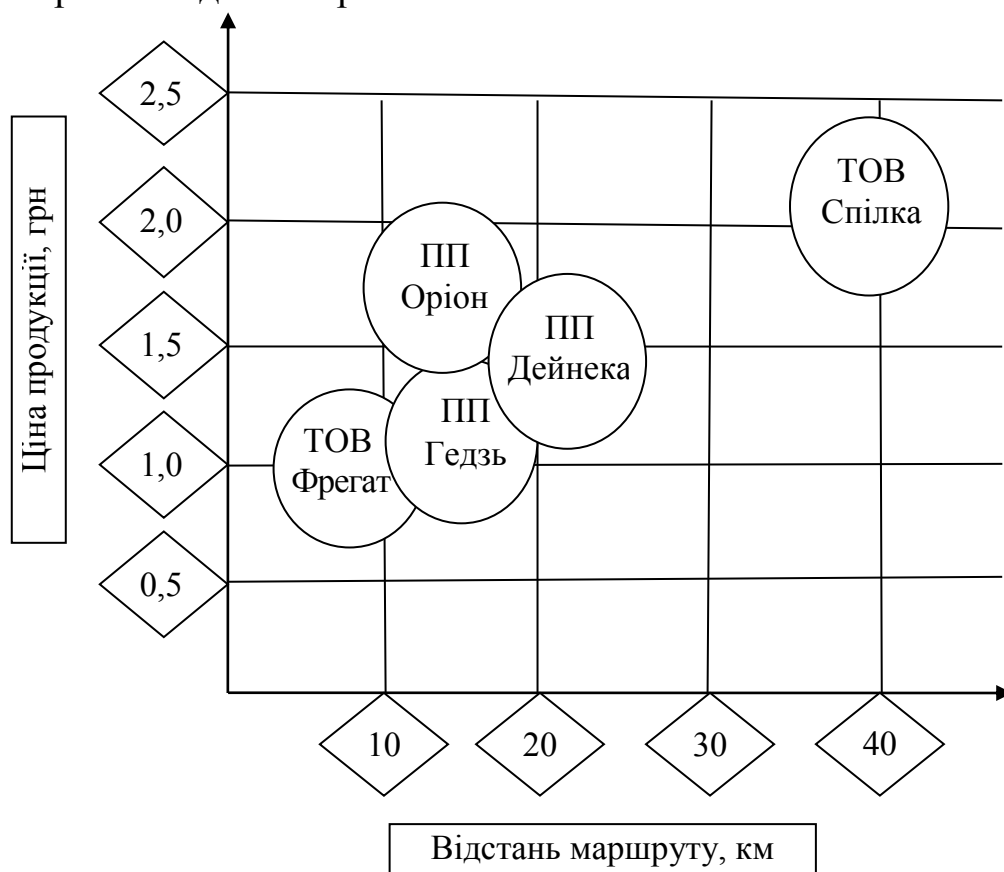 2,5
2,0
1,5
1,0
0,5
Ціна продукції, грн
ТОВ
Спілка
ПП
Оріон
ПП
Дейнека
ПП
Гедзь
ТОВ
Фрегат
10
20
30
40
Відстань маршруту, км